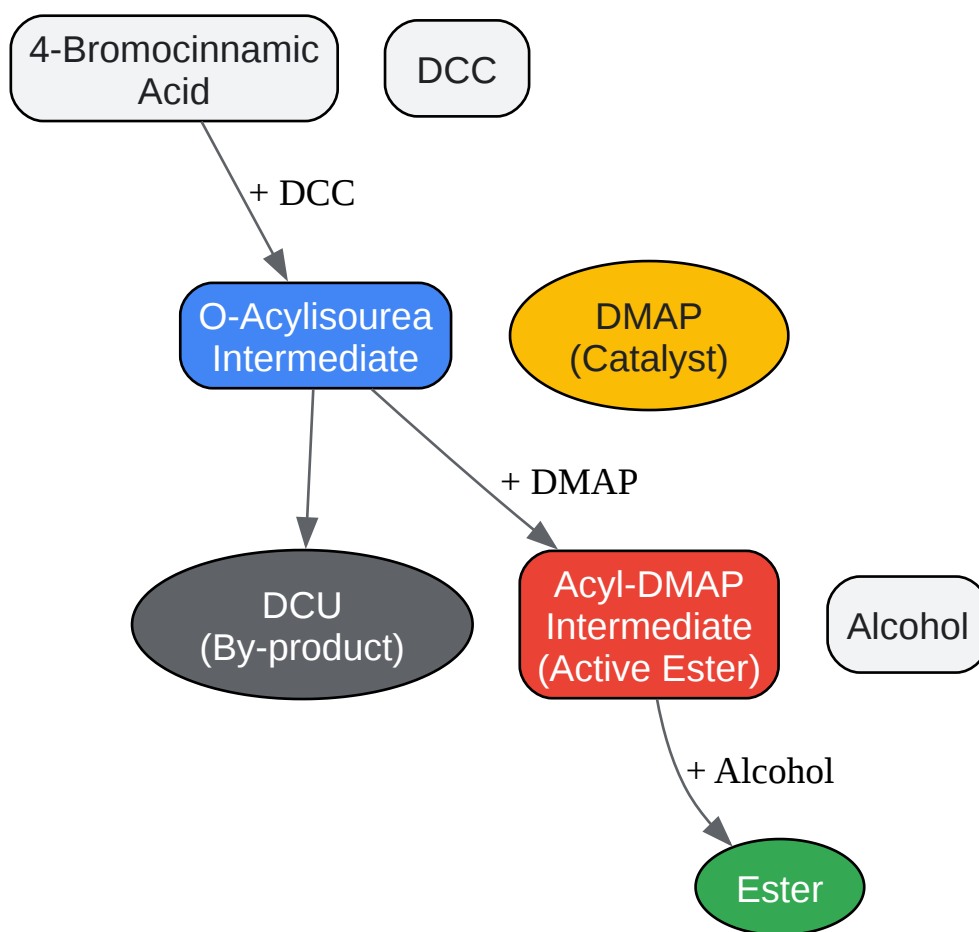 4-Bromocinnamic
Acid
DCC
+ DCC
O-Acylisourea
Intermediate
DMAP
(Catalyst)
+ DMAP
DCU
(By-product)
Acyl-DMAP
Intermediate
(Active Ester)
Alcohol
+ Alcohol
Ester